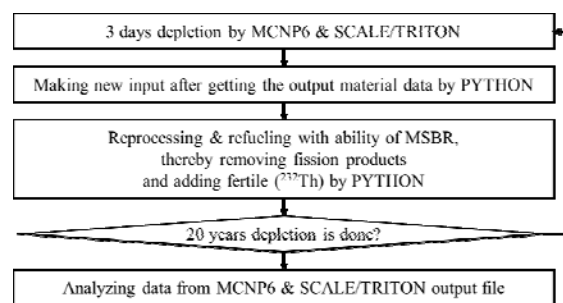 3 days depletion by MCNP6 & SCALE/TRITON
Making new input after getting the output material data by PYTHON
Reprocessing & refueling with ability of MSBR,
thereby removing fission products
and adding fertile (²³²Th) by PYTHON
20 years depletion is done?
Analyzing data from MCNP6 & SCALE/TRITON output file